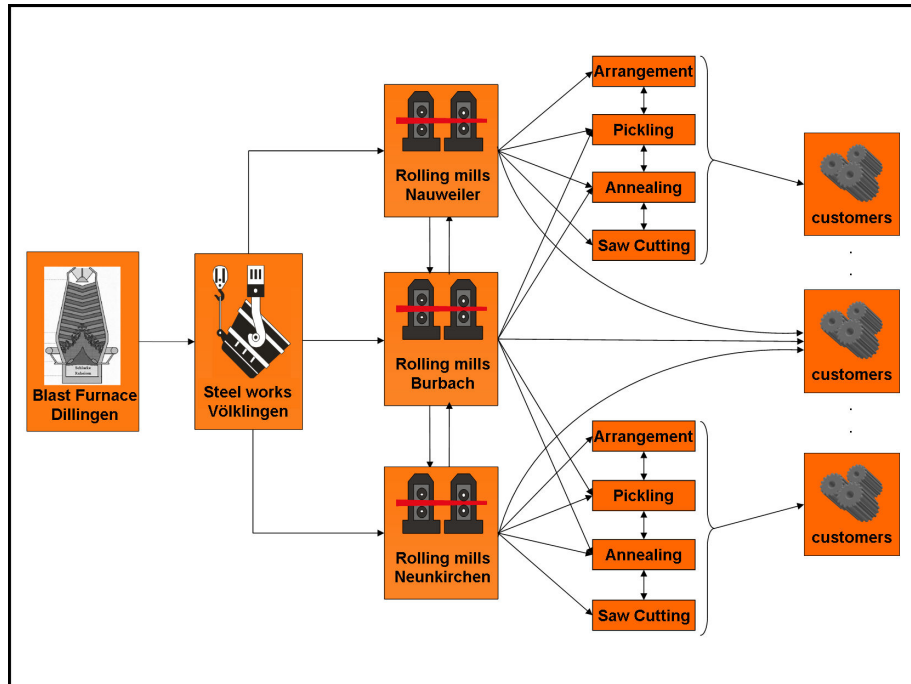 Blast Furnace
Dillingen
Steel works
Völklingen
Rolling mills
Nauweiler
Rolling mills
Burbach
Rolling mills
Neunkirchen
Arrangement
Pickling
Annealing
Saw Cutting
Arrangement
Pickling
Annealing
Saw Cutting
customers
customers
customers